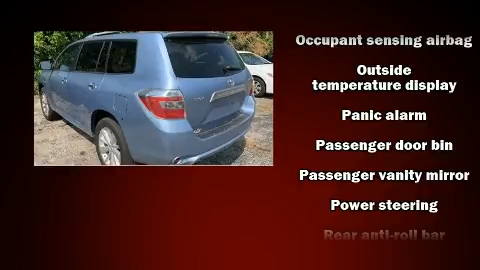 Occupant sensing airbag
Outside
temperature display
Panic alarm
Passenger door bin
Passenger vanity mirror
Power steering
Rear anti-roll bar